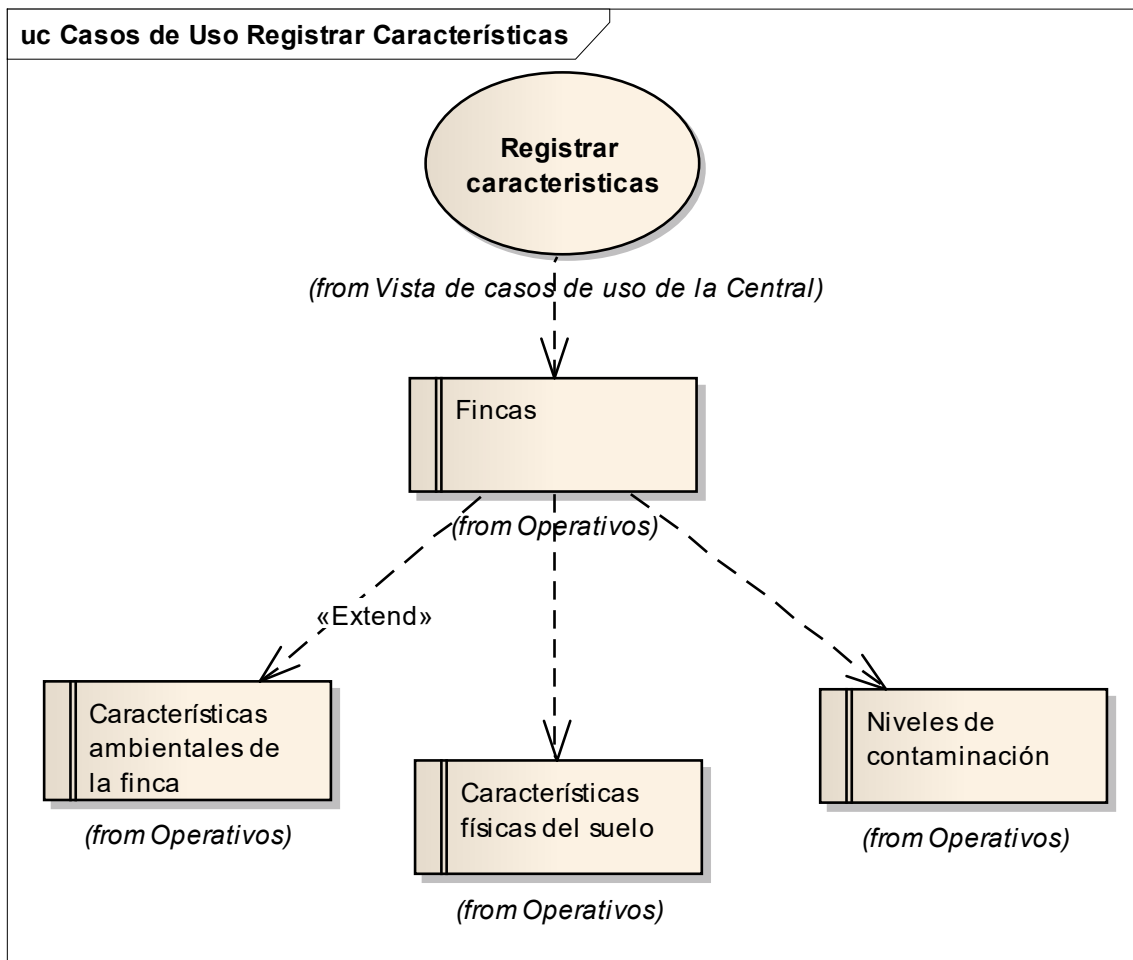 uc Casos de Uso Registrar Características
Registrar
caracteristicas
(from Vista de casos de uso de la Central)
Fincas
(from Operativos)
«Extend»
Características
ambientales de
la finca
(from Operativos)
Características
físicas del suelo
(from Operativos)
Niveles de
contaminación
(from Operativos)